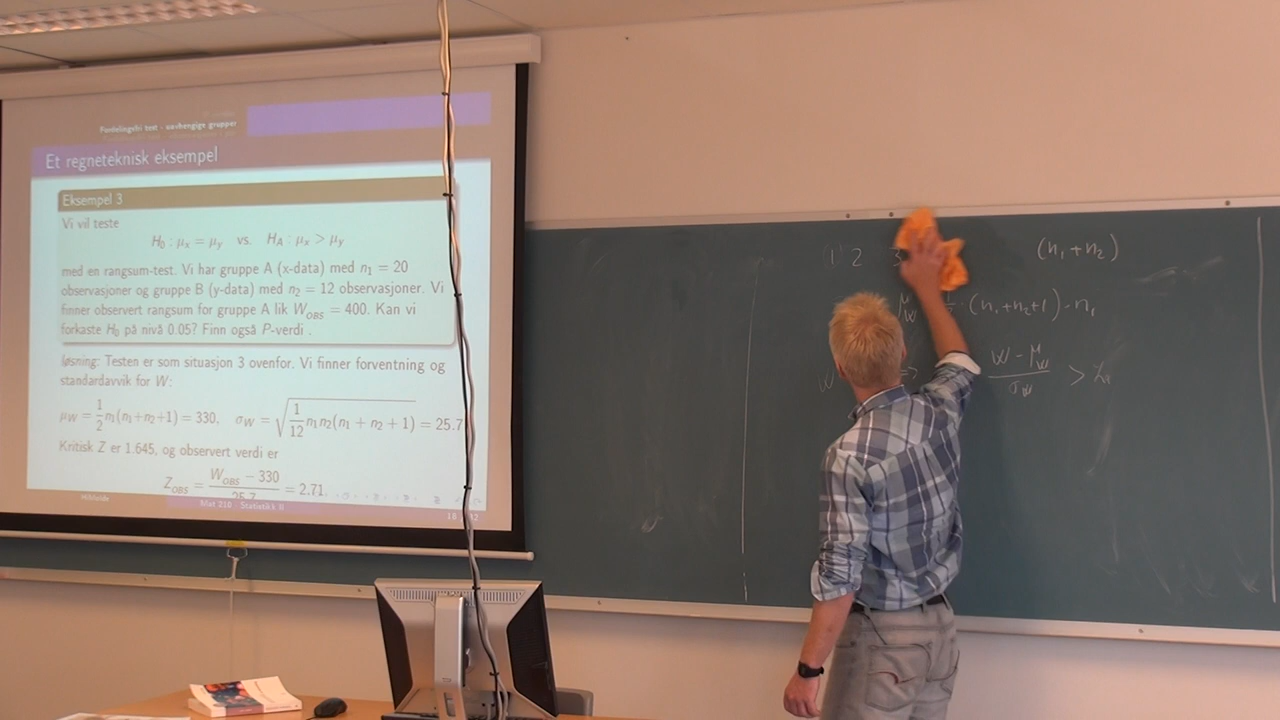 Fordelingsfri test - uavhengige grupper
Et regneteknisk eksempel
Eksempel 3
Vi vil teste
H₀ : μₓ = μᵧ vs. H_A : μₓ > μᵧ
med en rangsum-test. Vi har gruppe A (x-data) med n₁ = 20
observasjoner og gruppe B (y-data) med n₂ = 12 observasjoner. Vi
finner observert rangsum for gruppe A lik W_OBS = 400. Kan vi
forkaste H₀ på nivå 0.05? Finn også P-verdi .
løsning: Testen er som situasjon 3 ovenfor. Vi finner forventning og
standardavvik for W:
μ_W = 1/2 n₁(n₁+n₂+1) = 330, σ_W = √(1/12 n₁n₂(n₁ + n₂ + 1)) = 25.7
Kritisk Z er 1.645, og observert verdi er
Z_OBS = (W_OBS − 330)/25.7 = 2.71
Mat 210 Statistikk II
1 2 3 (n₁+n₂)
μ_W (n₁+n₂+1)·n₁
W (W − μ_W)/σ_W > Zₐ